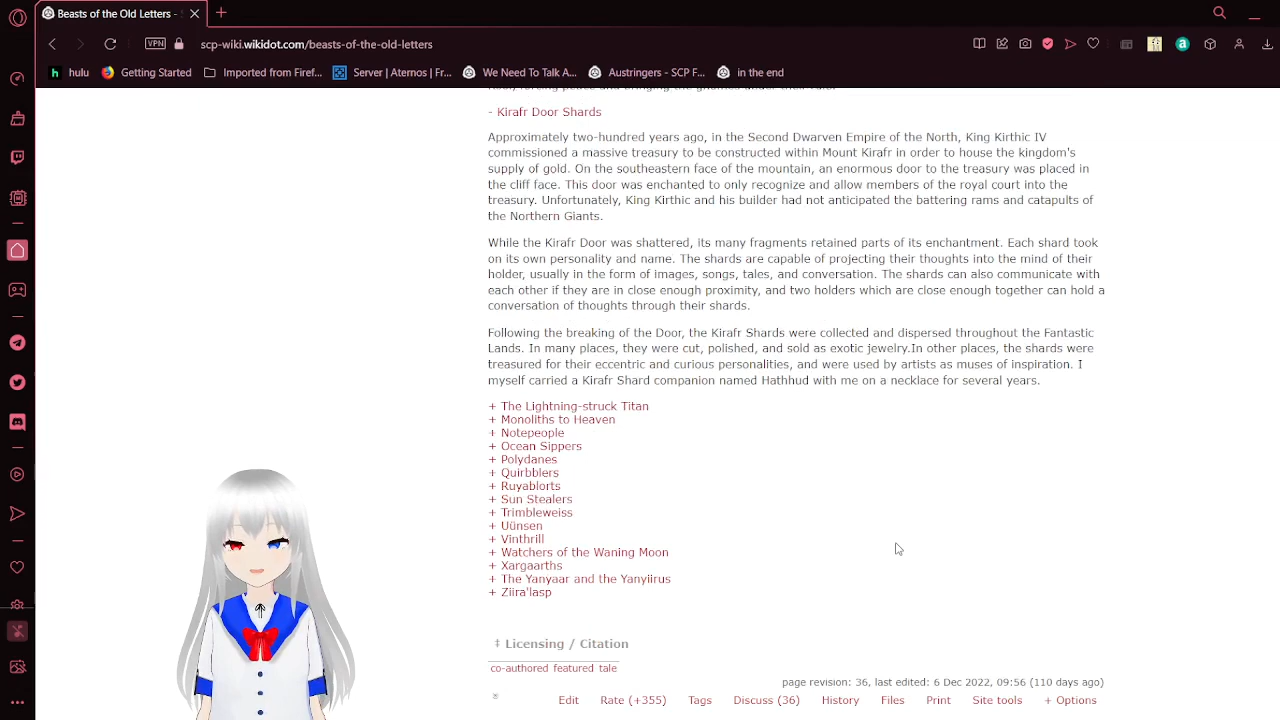 Beasts of the Old Letters -
scp-wiki.wikidot.com/beasts-of-the-old-letters
VPN
hulu
Getting Started
Imported from Firef...
Server | Aternos | Fr...
We Need To Talk A...
Austringers - SCP F...
in the end
- Kirafr Door Shards
Approximately two-hundred years ago, in the Second Dwarven Empire of the North, King Kirthic IV
commissioned a massive treasury to be constructed within Mount Kirafr in order to house the kingdom's
supply of gold. On the southeastern face of the mountain, an enormous door to the treasury was placed in
the cliff face. This door was enchanted to only recognize and allow members of the royal court into the
treasury. Unfortunately, King Kirthic and his builder had not anticipated the battering rams and catapults of
the Northern Giants.
While the Kirafr Door was shattered, its many fragments retained parts of its enchantment. Each shard took
on its own personality and name. The shards are capable of projecting their thoughts into the mind of their
holder, usually in the form of images, songs, tales, and conversation. The shards can also communicate with
each other if they are in close enough proximity, and two holders which are close enough together can hold a
conversation of thoughts through their shards.
Following the breaking of the Door, the Kirafr Shards were collected and dispersed throughout the Fantastic
Lands. In many places, they were cut, polished, and sold as exotic jewelry.In other places, the shards were
treasured for their eccentric and curious personalities, and were used by artists as muses of inspiration. I
myself carried a Kirafr Shard companion named Hathhud with me on a necklace for several years.
+ The Lightning-struck Titan
+ Monoliths to Heaven
+ Notepeople
+ Ocean Sippers
+ Polydanes
+ Quirbblers
+ Ruyablorts
+ Sun Stealers
+ Trimbleweiss
+ Uünsen
+ Vinthrill
+ Watchers of the Waning Moon
+ Xargaarths
+ The Yanyaar and the Yanyiirus
+ Ziira'lasp
‡ Licensing / Citation
co-authored featured tale
page revision: 36, last edited: 6 Dec 2022, 09:56 (110 days ago)
Edit Rate (+355) Tags Discuss (36) History Files Print Site tools + Options